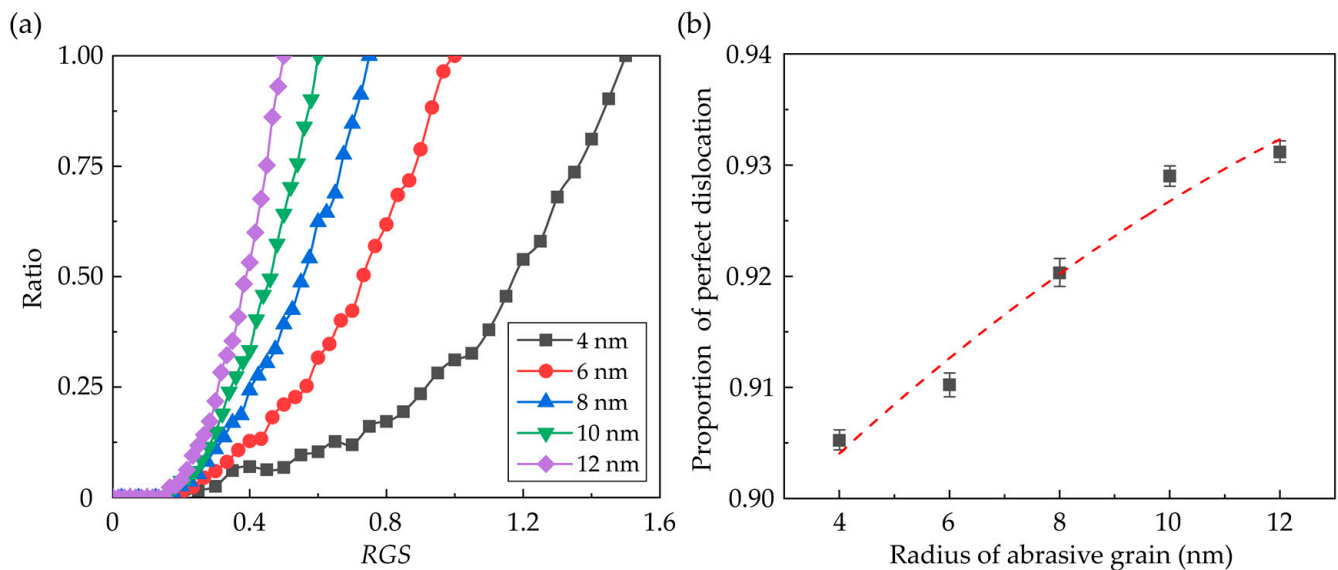 (a)
1.00
0.75
0.50
0.25
0
Ratio
0
0.4
0.8
1.2
1.6
RGS
4 nm
6 nm
8 nm
10 nm
12 nm
(b)
0.94
0.93
0.92
0.91
0.90
Proportion of perfect dislocation
4
6
8
10
12
Radius of abrasive grain (nm)